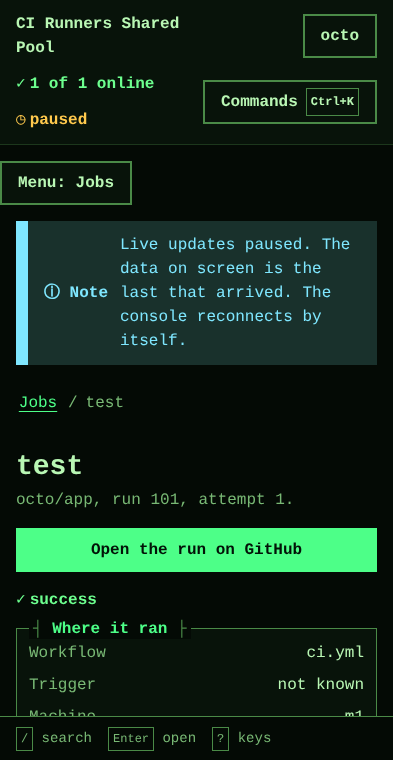 CI Runners Shared
Pool
octo
✓ 1 of 1 online
Commands Ctrl+K
◷ paused
Menu: Jobs
ⓘ Note
Live updates paused. The
data on screen is the
last that arrived. The
console reconnects by
itself.
Jobs / test
test
octo/app, run 101, attempt 1.
Open the run on GitHub
✓ success
┤ Where it ran ├
Workflow ci.yml
Trigger not known
Machine m1
/ search Enter open ? keys